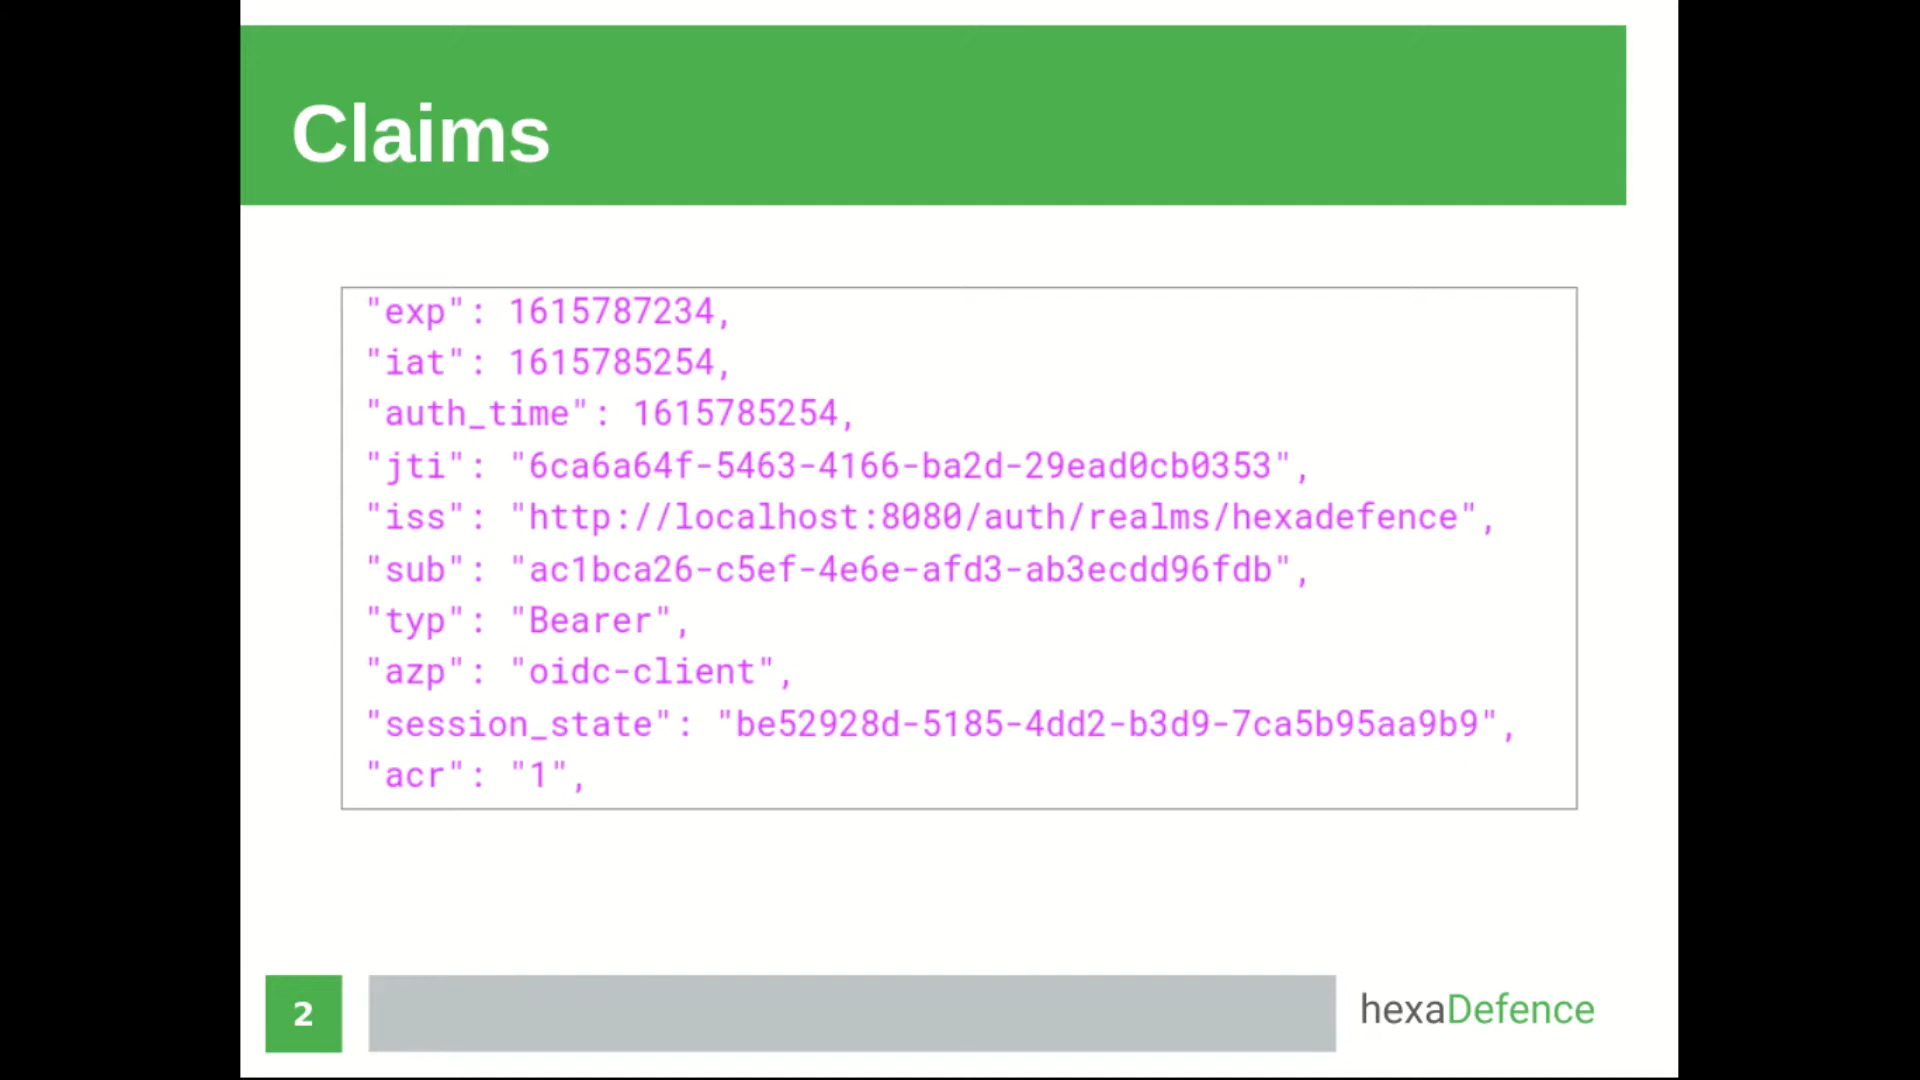 Claims
"exp": 1615787234,
"iat": 1615785254,
"auth_time": 1615785254,
"jti": "6ca6a64f-5463-4166-ba2d-29ead0cb0353",
"iss": "http://localhost:8080/auth/realms/hexadefence",
"sub": "ac1bca26-c5ef-4e6e-afd3-ab3ecdd96fdb",
"typ": "Bearer",
"azp": "oidc-client",
"session_state": "be52928d-5185-4dd2-b3d9-7ca5b95aa9b9",
"acr": "1",
2
hexaDefence